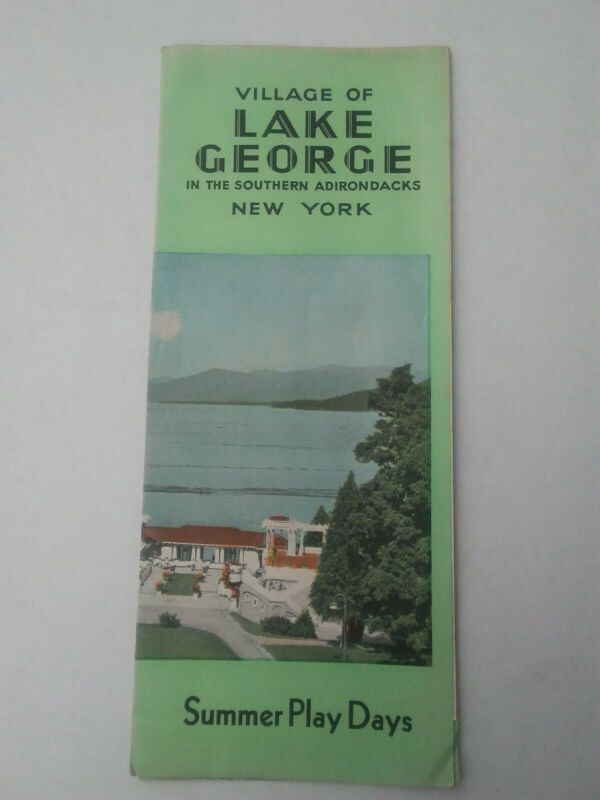 VILLAGE OF
LAKE
GEORGE
IN THE SOUTHERN ADIRONDACKS
NEW YORK
Summer Play Days